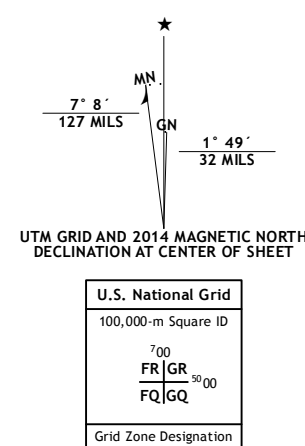 ★
MN
7° 8´
127 MILS
GN
1° 49´
32 MILS
UTM GRID AND 2014 MAGNETIC NORTH
DECLINATION AT CENTER OF SHEET
U.S. National Grid
100,000-m Square ID
⁷00
FR GR
⁵⁰00
FQ GQ
Grid Zone Designation